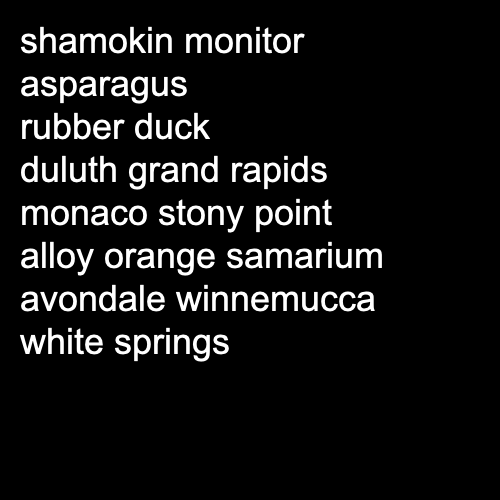 shamokin monitor
asparagus
rubber duck
duluth grand rapids
monaco stony point
alloy orange samarium
avondale winnemucca
white springs